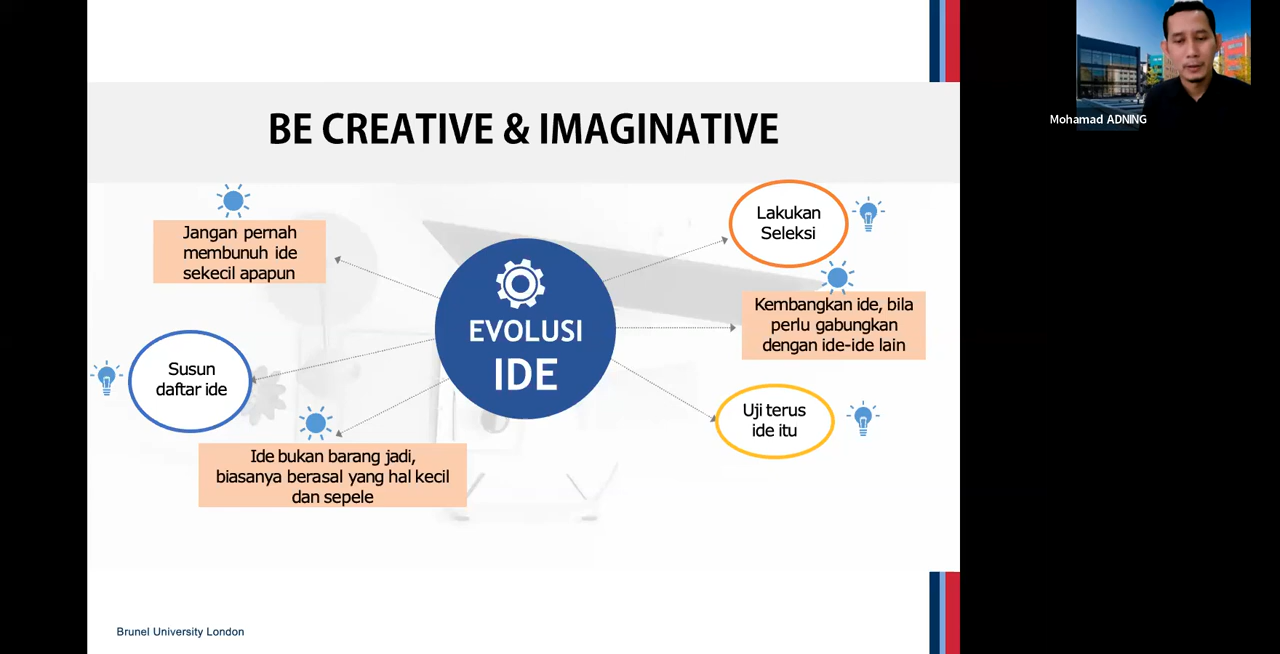 BE CREATIVE & IMAGINATIVE
Mohamad ADNING
Jangan pernah
membunuh ide
sekecil apapun
Lakukan
Seleksi
EVOLUSI
IDE
Kembangkan ide, bila
perlu gabungkan
dengan ide-ide lain
Susun
daftar ide
Uji terus
ide itu
Ide bukan barang jadi,
biasanya berasal yang hal kecil
dan sepele
Brunel University London